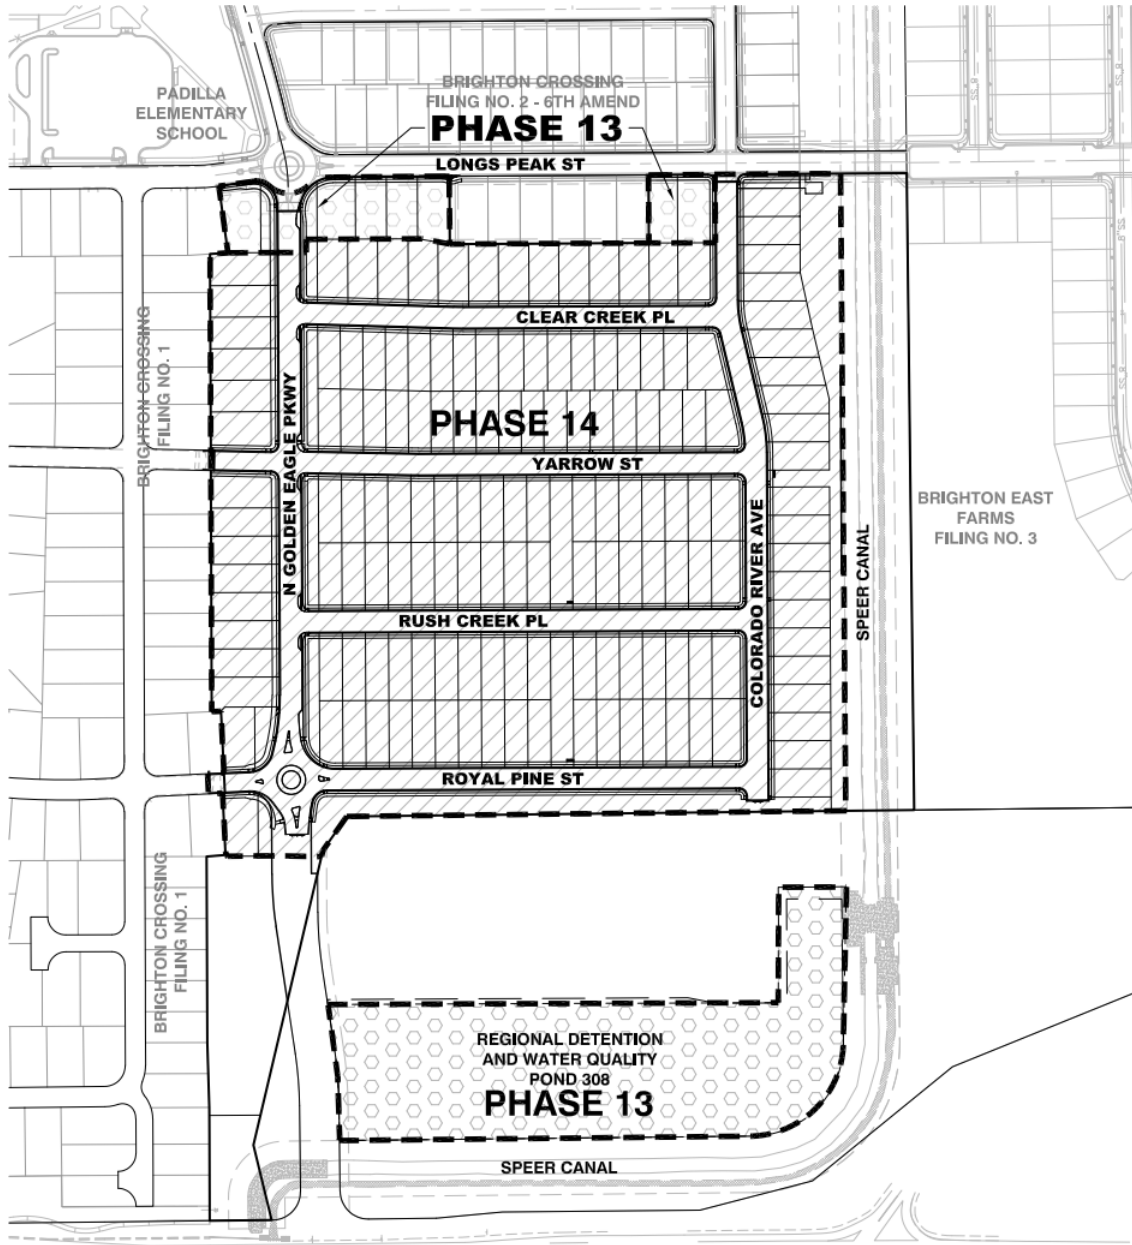 PADILLA
ELEMENTARY
SCHOOL
BRIGHTON CROSSING
FILING NO. 2 - 6TH AMEND
PHASE 13
LONGS PEAK ST
CLEAR CREEK PL
BRIGHTON CROSSING
FILING NO. 1
N GOLDEN EAGLE PKWY
PHASE 14
YARROW ST
COLORADO RIVER AVE
SPEER CANAL
BRIGHTON EAST
FARMS
FILING NO. 3
RUSH CREEK PL
ROYAL PINE ST
BRIGHTON CROSSING
FILING NO. 1
REGIONAL DETENTION
AND WATER QUALITY
POND 308
PHASE 13
SPEER CANAL